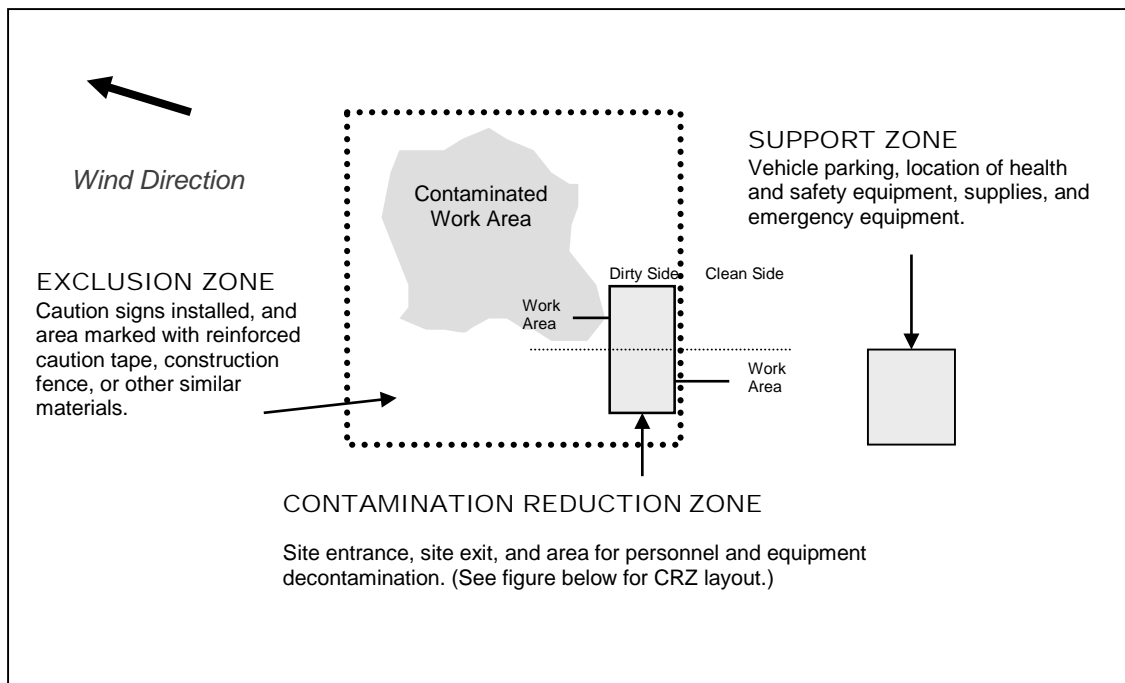 Wind Direction
Contaminated
Work Area
SUPPORT ZONE
Vehicle parking, location of health
and safety equipment, supplies, and
emergency equipment.
EXCLUSION ZONE
Caution signs installed, and
area marked with reinforced
caution tape, construction
fence, or other similar
materials.
Dirty Side
Clean Side
Work
Area
Work
Area
CONTAMINATION REDUCTION ZONE
Site entrance, site exit, and area for personnel and equipment
decontamination. (See figure below for CRZ layout.)